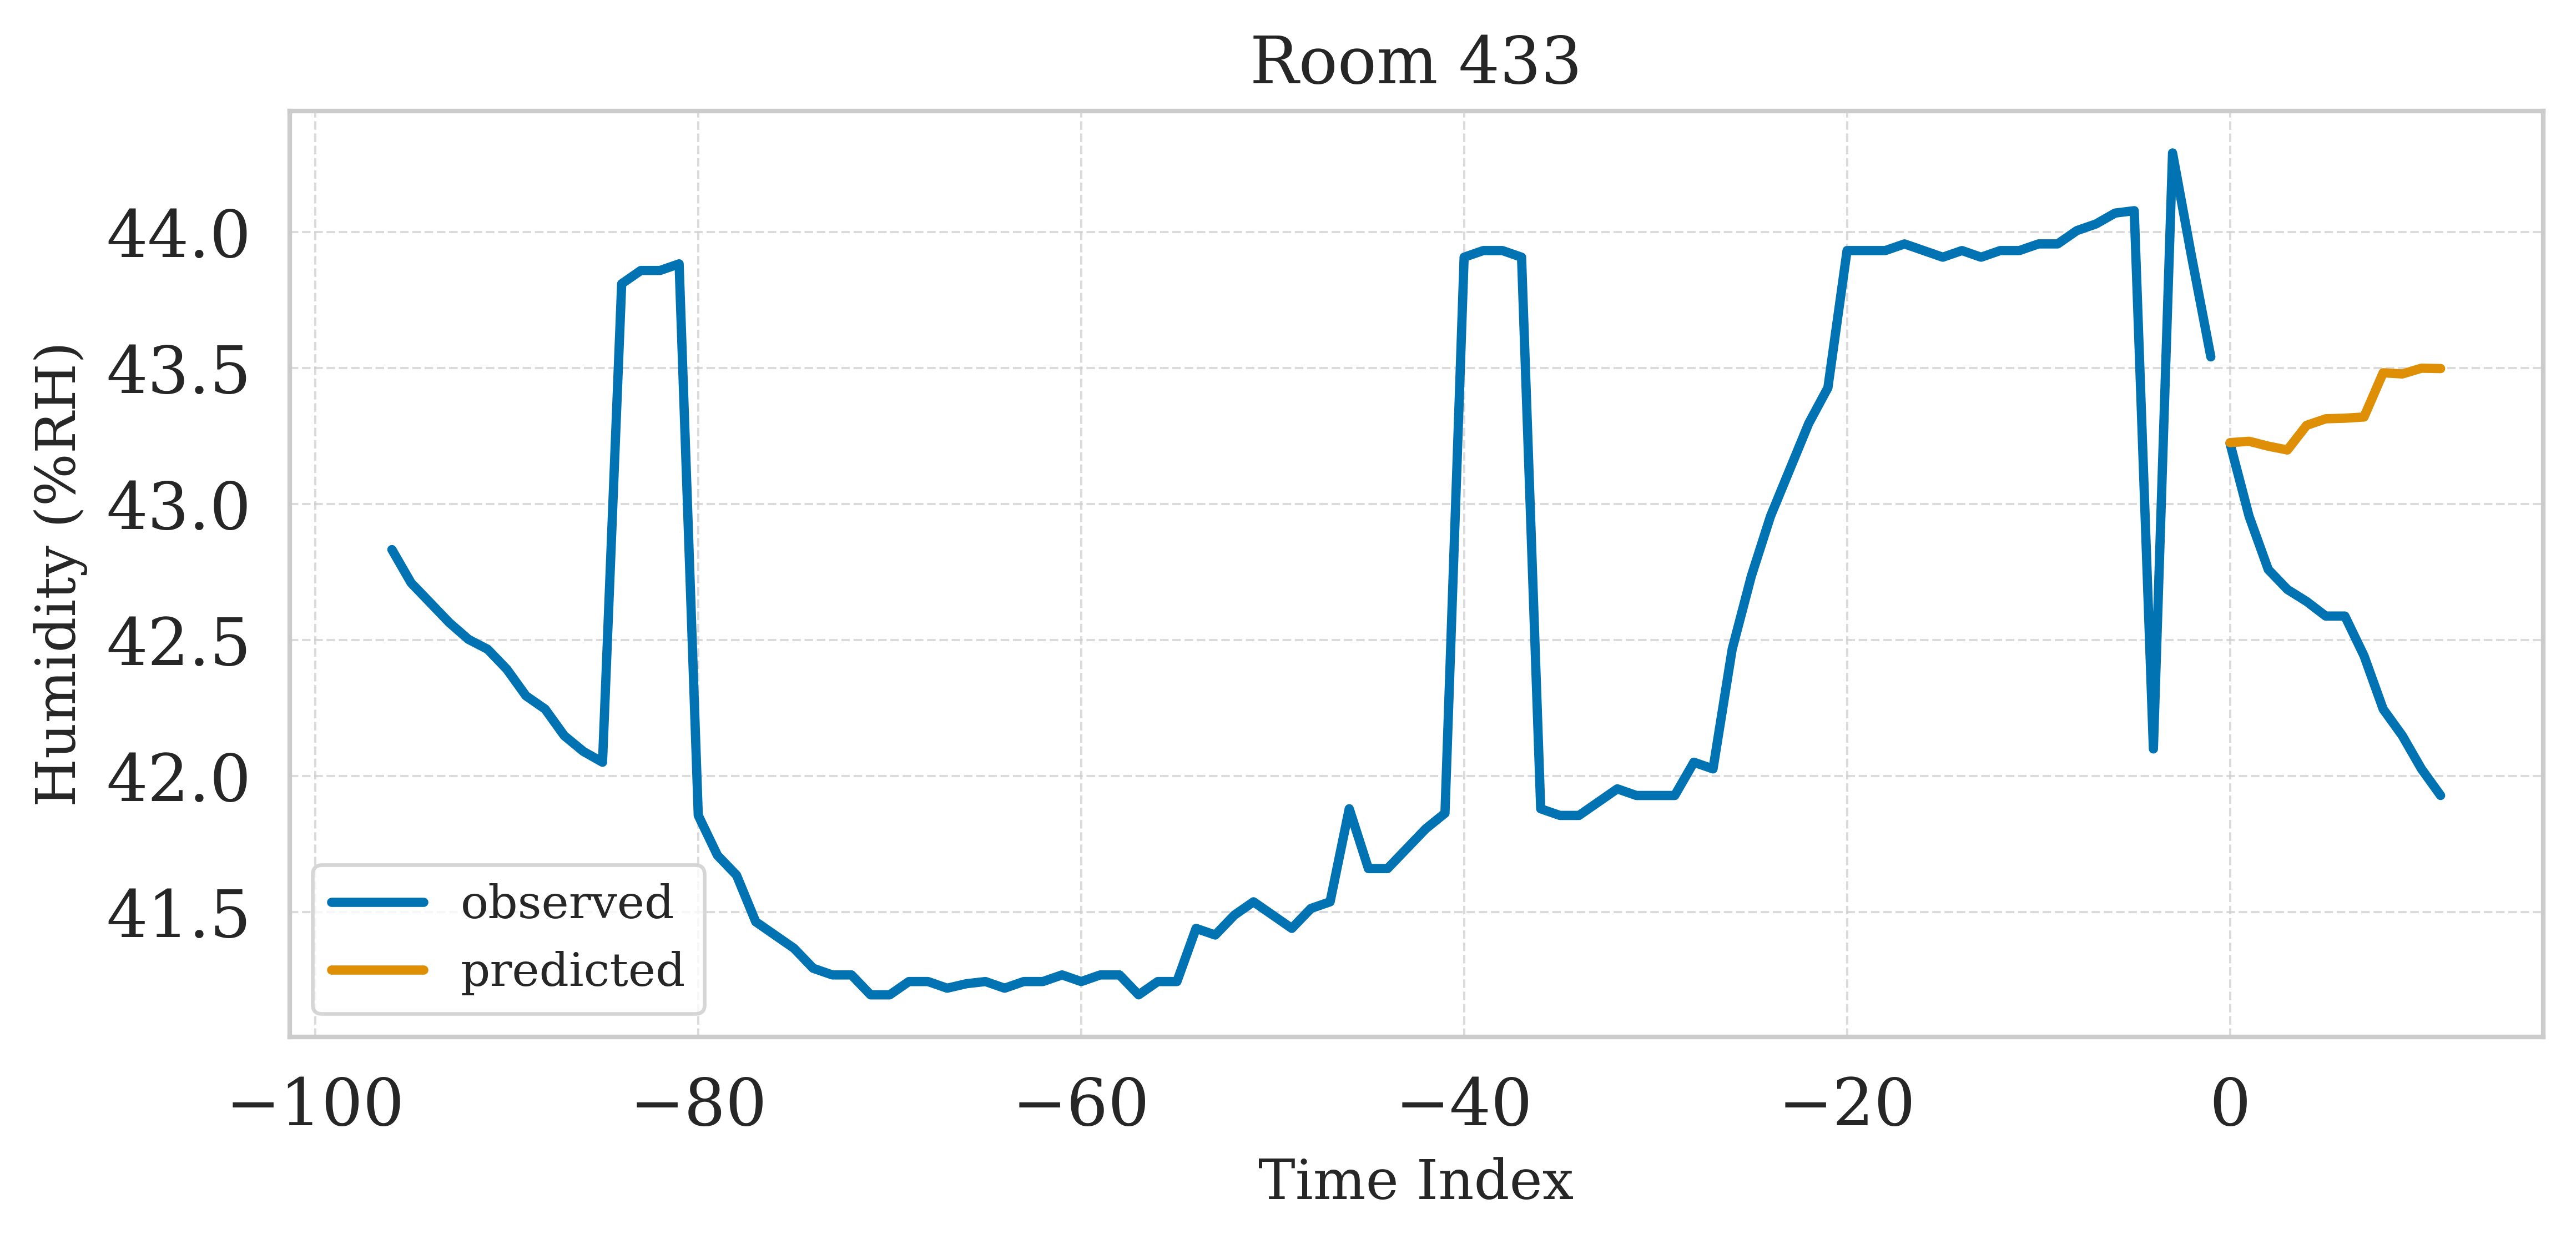 Room 433
Humidity (%RH)
44.0
43.5
43.0
42.5
42.0
41.5
observed
predicted
−100
−80
−60
−40
−20
0
Time Index